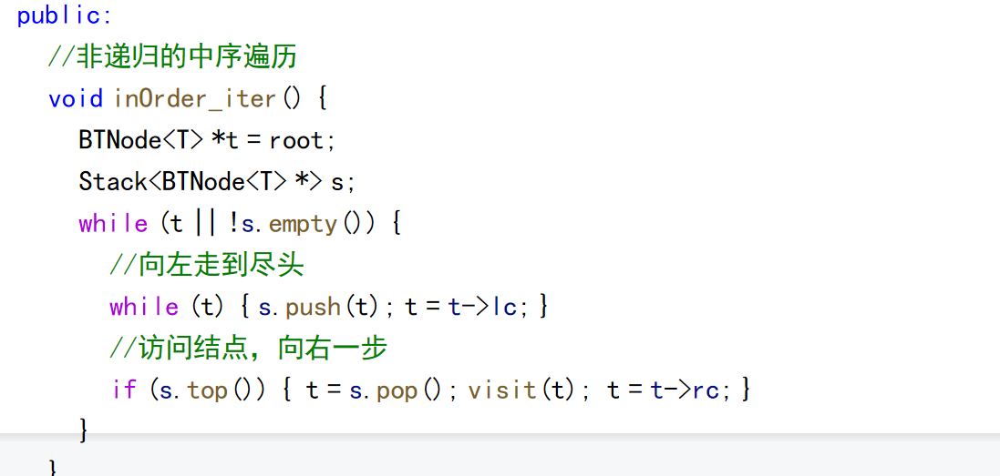 public:
//非递归的中序遍历
void inOrder_iter() {
BTNode<T> *t = root;
Stack<BTNode<T> *> s;
while (t || !s.empty()) {
//向左走到尽头
while (t) { s.push(t); t = t->lc; }
//访问结点，向右一步
if (s.top()) { t = s.pop(); visit(t); t = t->rc; }
}
}